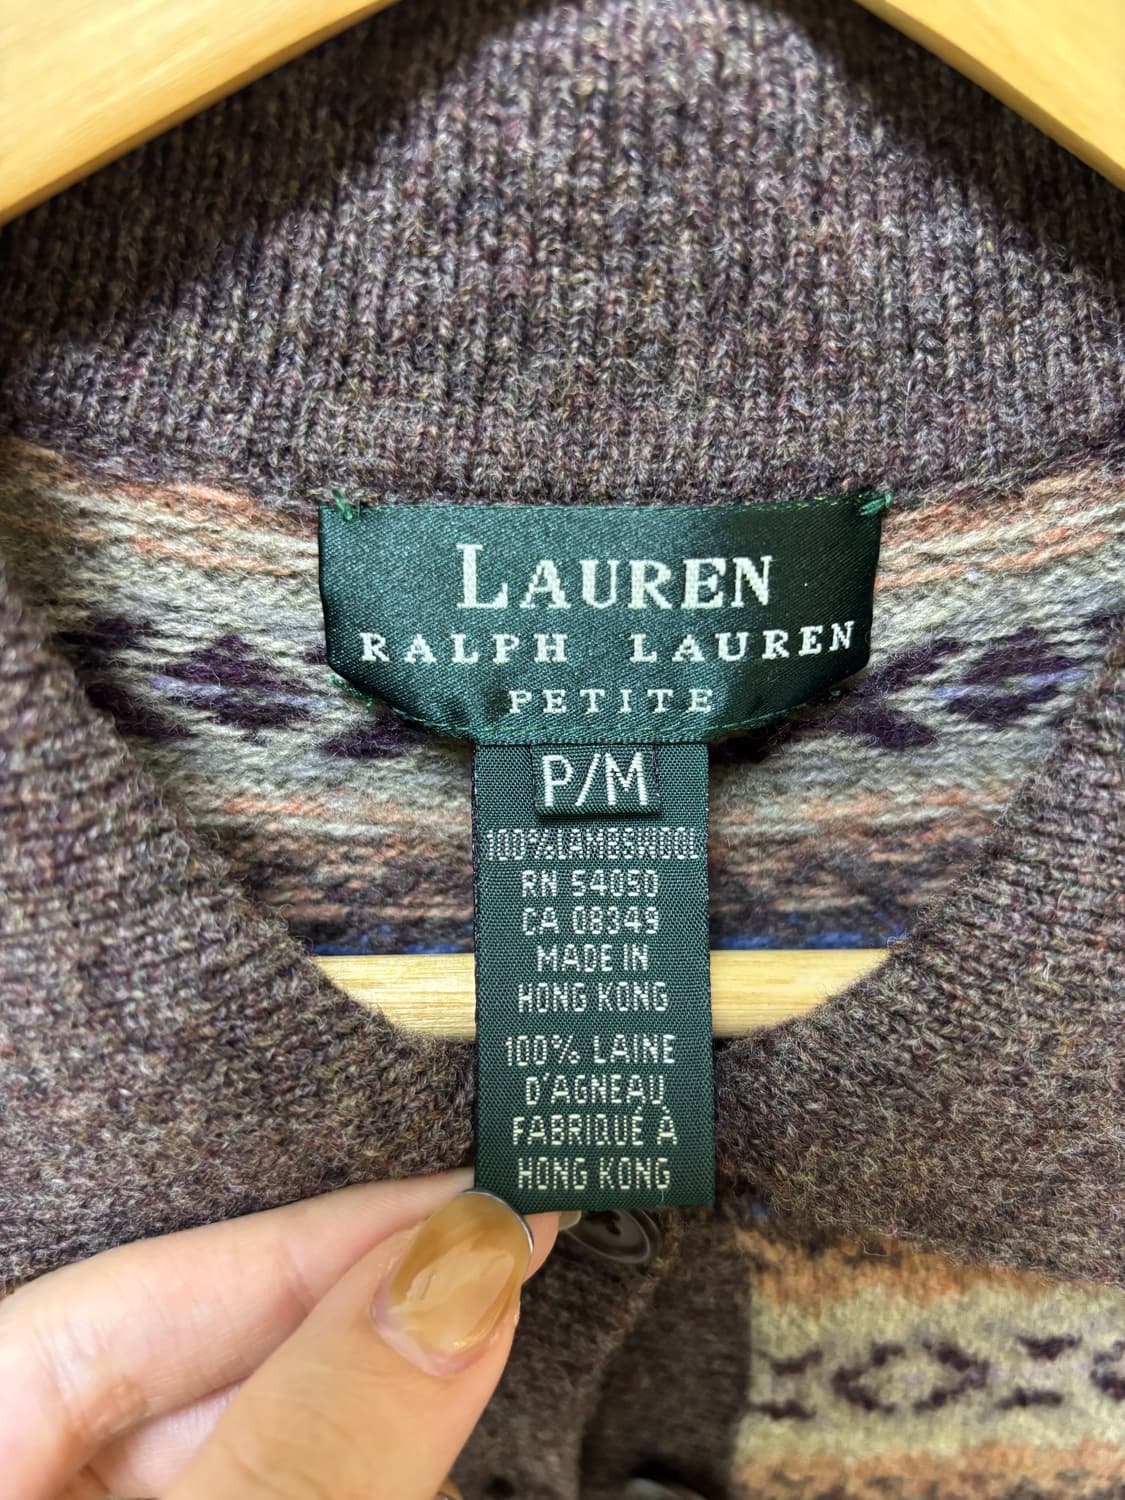 LAUREN
RALPH LAUREN
PETITE
P/M
100% LAMBSWOOL
RN 54050
CA 08349
MADE IN
HONG KONG
100% LAINE
D'AGNEAU
FABRIQUÉ À
HONG KONG